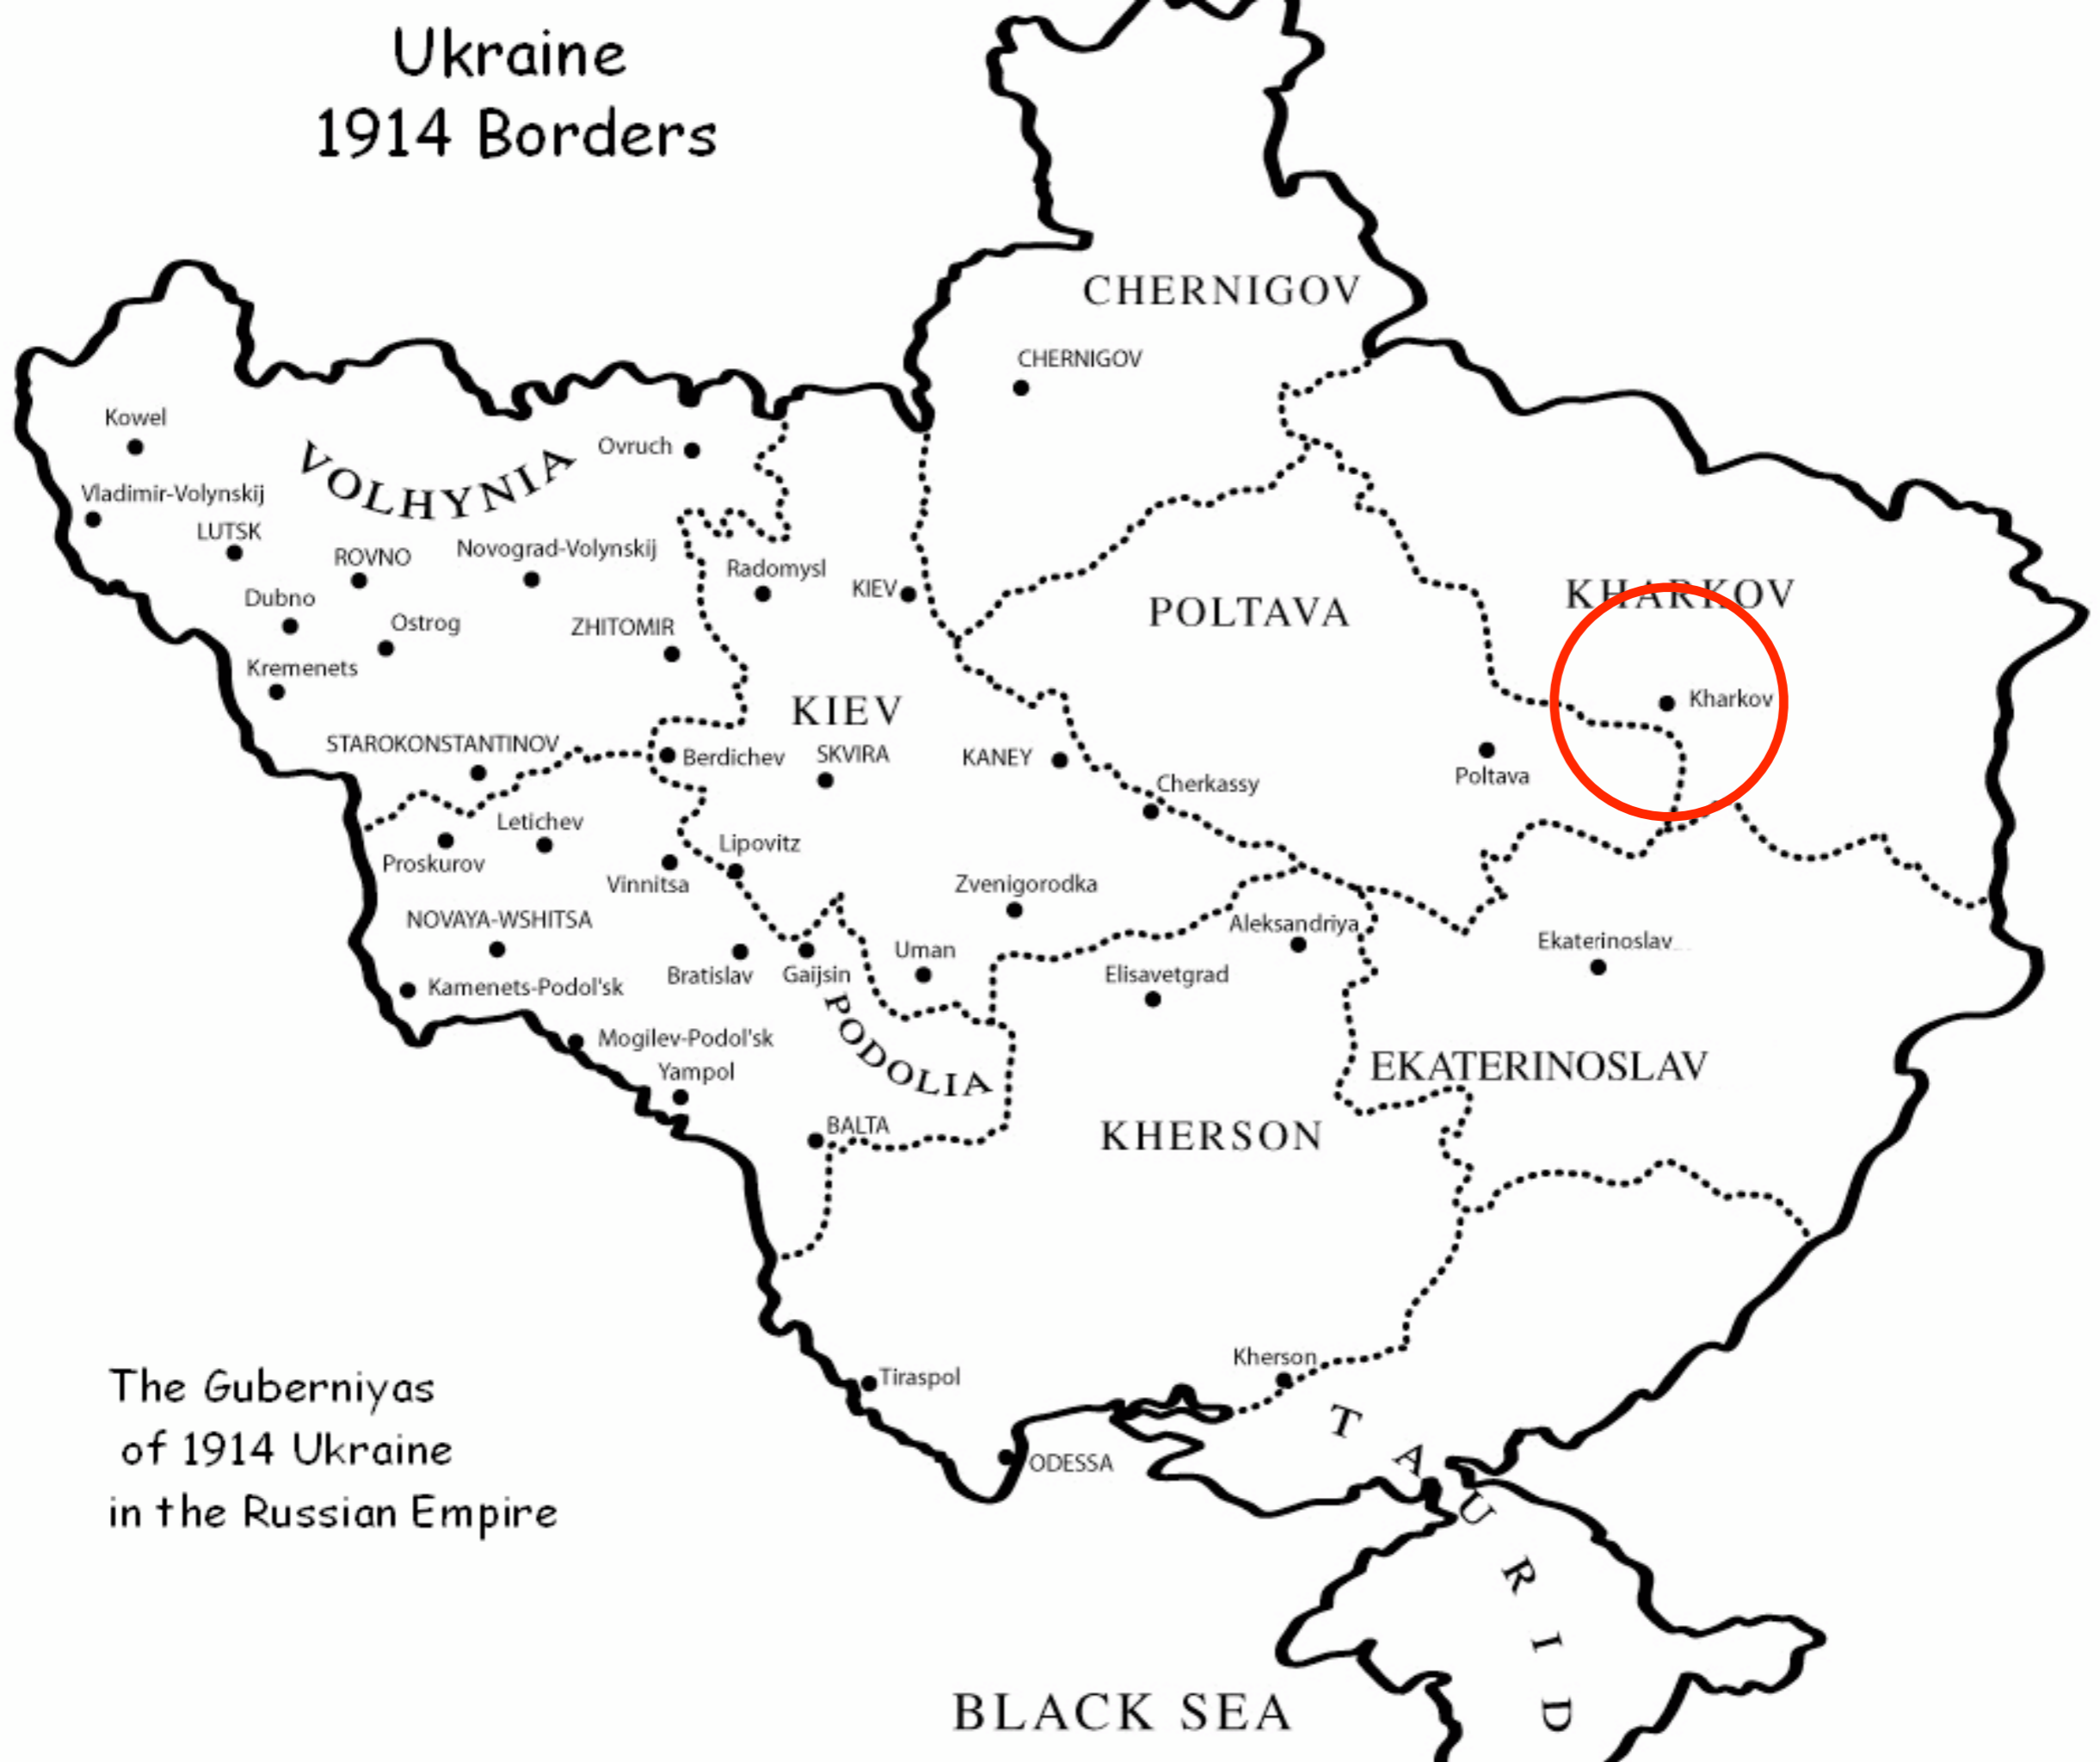 Ukraine
1914 Borders
CHERNIGOV
CHERNIGOV
Kowel
VOLHYNIA
Ovruch
Vladimir-Volynskij
LUTSK
ROVNO
Novograd-Volynskij
Radomysl
KIEV
Dubno
Ostrog
ZHITOMIR
POLTAVA
KHARKOV
Kremenets
KIEV
Kharkov
STAROKONSTANTINOV
Berdichev
SKVIRA
KANEY
Cherkassy
Poltava
Letichev
Proskurov
Lipovitz
Vinnitsa
Zvenigorodka
NOVAYA-WSHITSA
Aleksandriya
Bratislav
Gaijsin
Uman
Elisavetgrad
Ekaterinoslav
Kamenets-Podol'sk
PODOLIA
Mogilev-Podol'sk
Yampol
EKATERINOSLAV
BALTA
KHERSON
Kherson
Tiraspol
ODESSA
TAURID
The Guberniyas
of 1914 Ukraine
in the Russian Empire
BLACK SEA